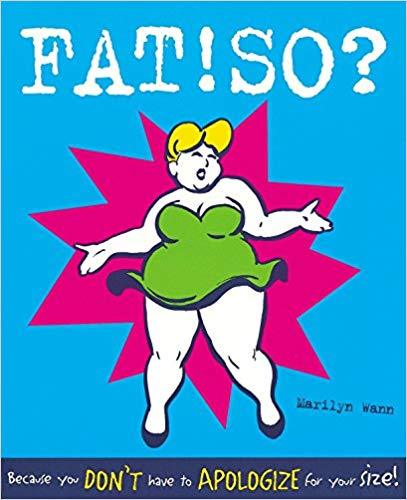 FAT!SO?
Marilyn Wann
Because you DON'T have to APOLOGIZE for your size!